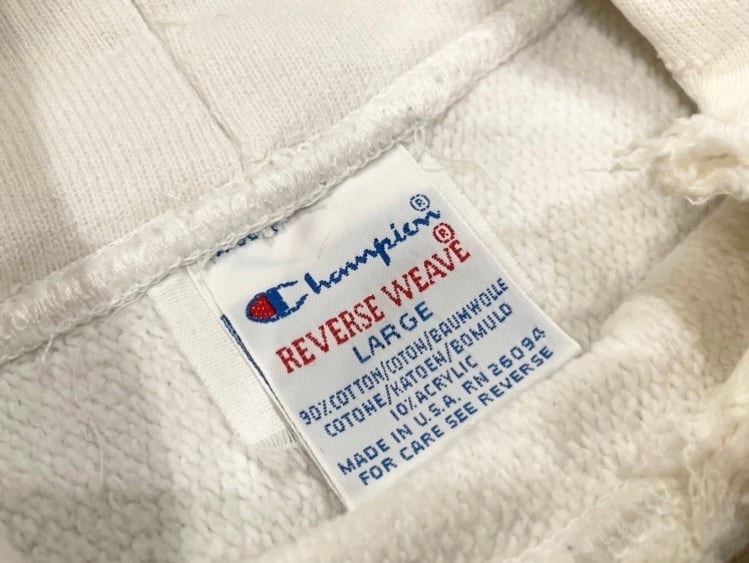 Champion®
REVERSE WEAVE®
LARGE
90% COTTON/COTON/BAUMWOLLE
COTONE/KATOEN/BOMULD
10% ACRYLIC
MADE IN U.S.A. RN 26094
FOR CARE SEE REVERSE